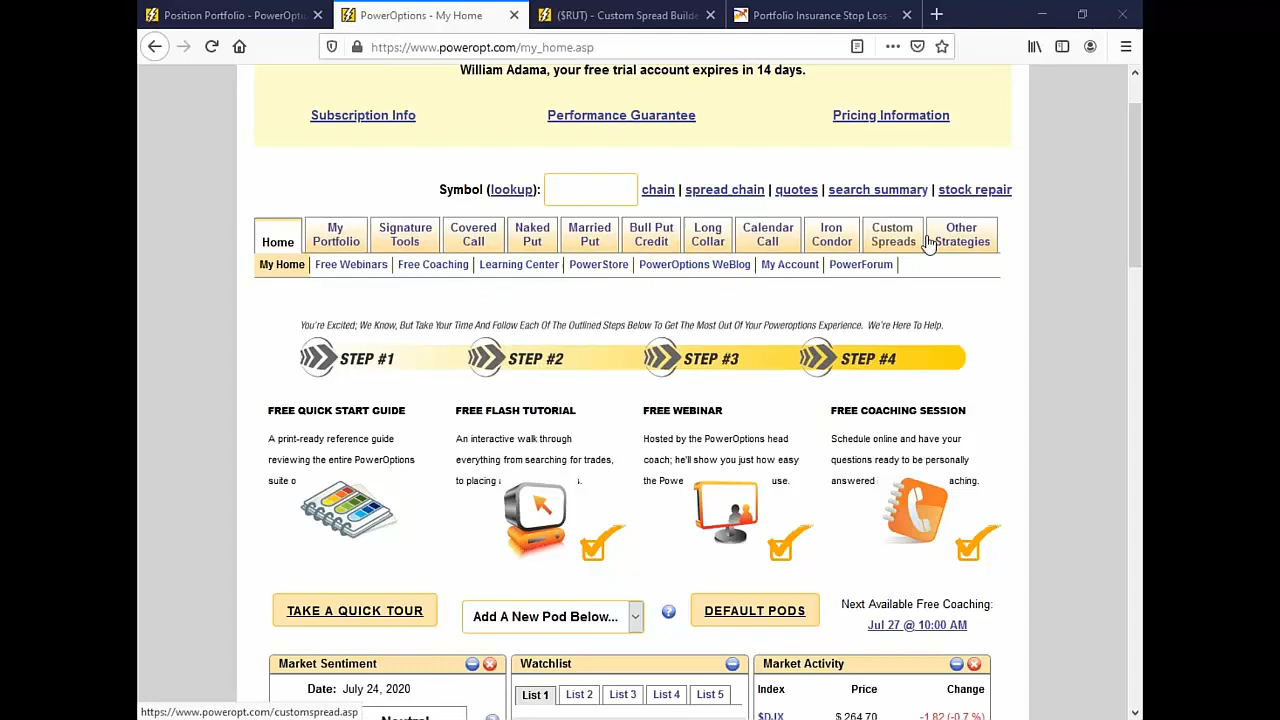 Position Portfolio - PowerOptio
PowerOptions - My Home
($RUT) - Custom Spread Builde
Portfolio Insurance Stop Loss
https://www.poweropt.com/my_home.asp
William Adama, your free trial account expires in 14 days.
Subscription Info
Performance Guarantee
Pricing Information
Symbol (lookup): chain | spread chain | quotes | search summary | stock repair
Home
My Portfolio
Signature Tools
Covered Call
Naked Put
Married Put
Bull Put Credit
Long Collar
Calendar Call
Iron Condor
Custom Spreads
Other Strategies
My Home | Free Webinars | Free Coaching | Learning Center | PowerStore | PowerOptions WeBlog | My Account | PowerForum |
You're Excited; We Know, But Take Your Time And Follow Each Of The Outlined Steps Below To Get The Most Out Of Your Poweroptions Experience. We're Here To Help.
STEP #1
STEP #2
STEP #3
STEP #4
FREE QUICK START GUIDE
A print-ready reference guide
reviewing the entire PowerOptions
suite o
FREE FLASH TUTORIAL
An interactive walk through
everything from searching for trades,
to placing s.
FREE WEBINAR
Hosted by the PowerOptions head
coach; he'll show you just how easy
the Powe use.
FREE COACHING SESSION
Schedule online and have your
questions ready to be personally
answered aching.
TAKE A QUICK TOUR
Add A New Pod Below...
DEFAULT PODS
Next Available Free Coaching:
Jul 27 @ 10:00 AM
Market Sentiment
Date: July 24, 2020
Neutral
Watchlist
List 1 List 2 List 3 List 4 List 5
Market Activity
Index Price Change
$DJX $ 264.70 -1.82 (-0.7 %)
https://www.poweropt.com/customspread.asp